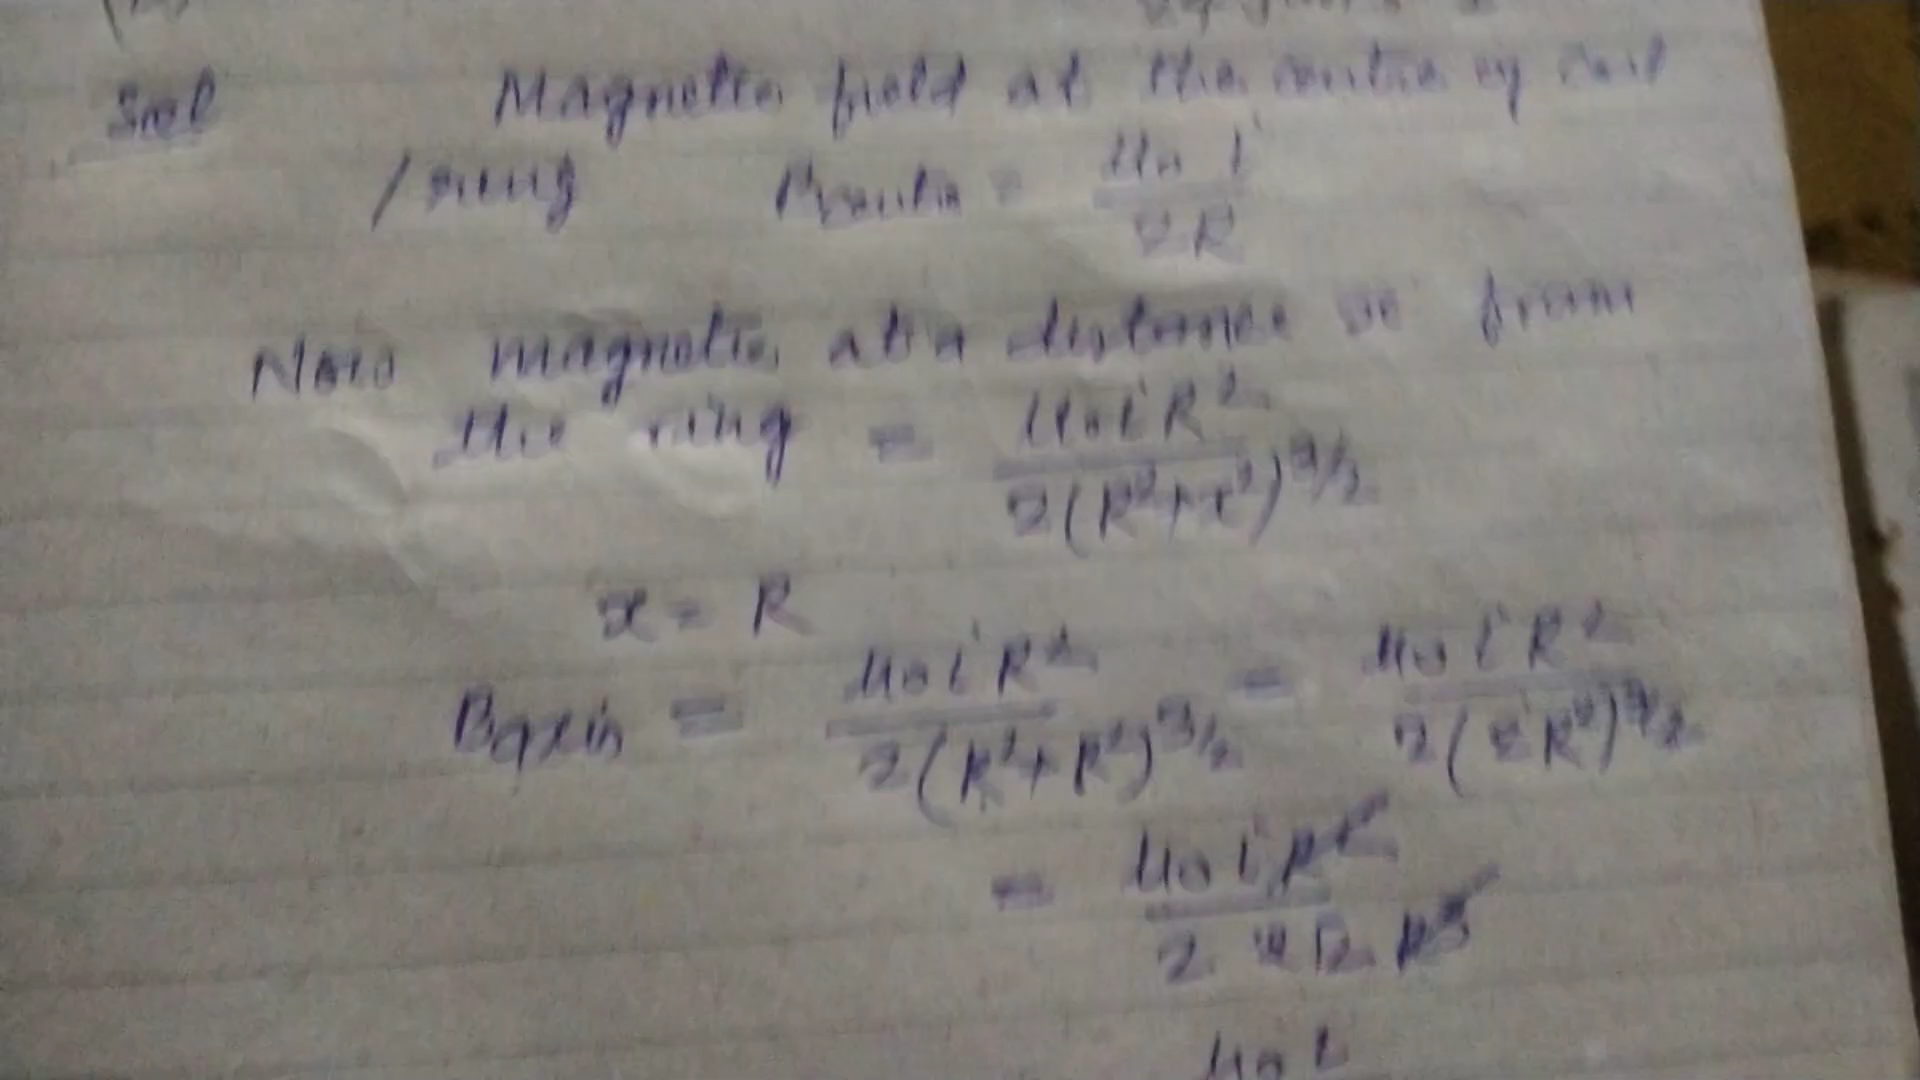 Sol Magnetic field at the centre of coil
/ring Bcentre = μ₀ i / 2R
Now magnetic at a distance x from
the ring = μ₀ i R² / 2(R²+x²)^3/2
x = R
Baxis = μ₀ i R² / 2(R²+R²)^3/2 = μ₀ i R² / 2(2R²)^3/2
= μ₀ i R² / 2 2√2 R³
μ₀ i